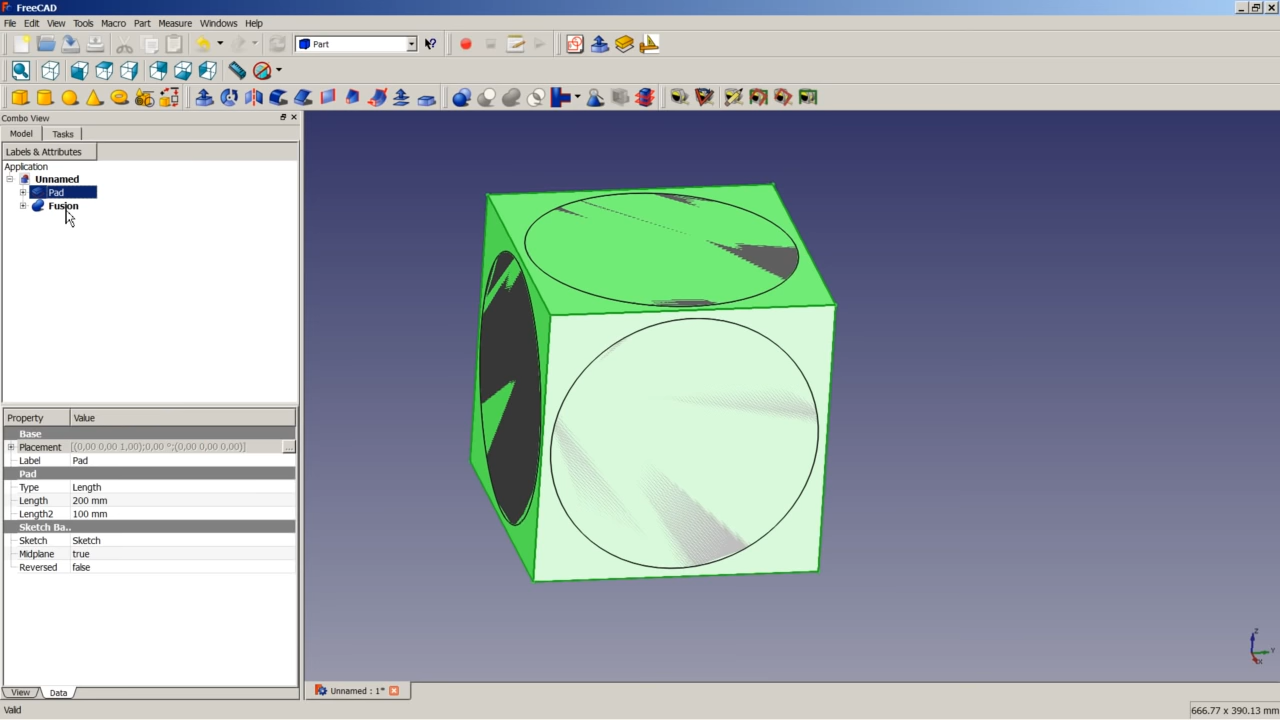 FreeCAD
File Edit View Tools Macro Part Measure Windows Help
Part
Combo View
Model Tasks
Labels & Attributes
Application
Unnamed
Pad
Fusion
Property Value
Base
Placement [(0,00 0,00 1,00);0,00 °;(0,00 0,00 0,00)] ...
Label Pad
Pad
Type Length
Length 200 mm
Length2 100 mm
Sketch Ba..
Sketch Sketch
Midplane true
Reversed false
View Data
Unnamed : 1*
Valid
666.77 x 390.13 mm
Z
Y
X